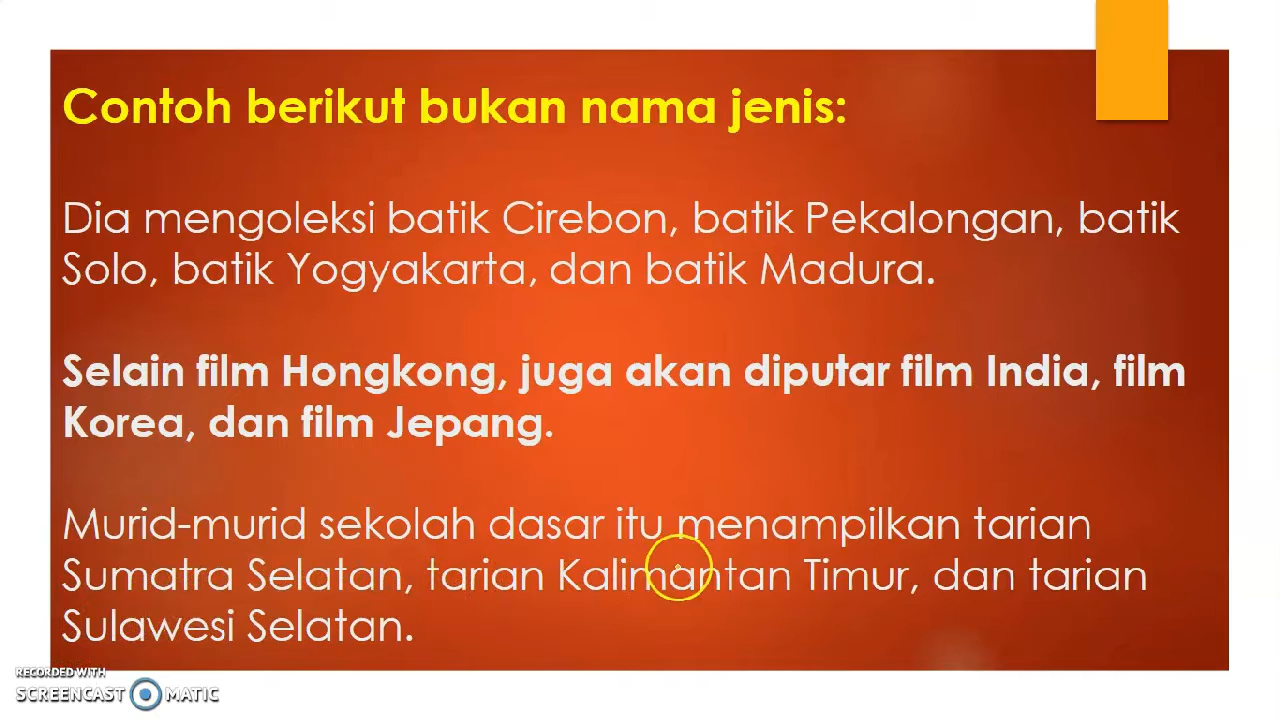 Contoh berikut bukan nama jenis:
Dia mengoleksi batik Cirebon, batik Pekalongan, batik
Solo, batik Yogyakarta, dan batik Madura.
Selain film Hongkong, juga akan diputar film India, film
Korea, dan film Jepang.
Murid-murid sekolah dasar itu menampilkan tarian
Sumatra Selatan, tarian Kalimantan Timur, dan tarian
Sulawesi Selatan.
RECORDED WITH
SCREENCAST MATIC